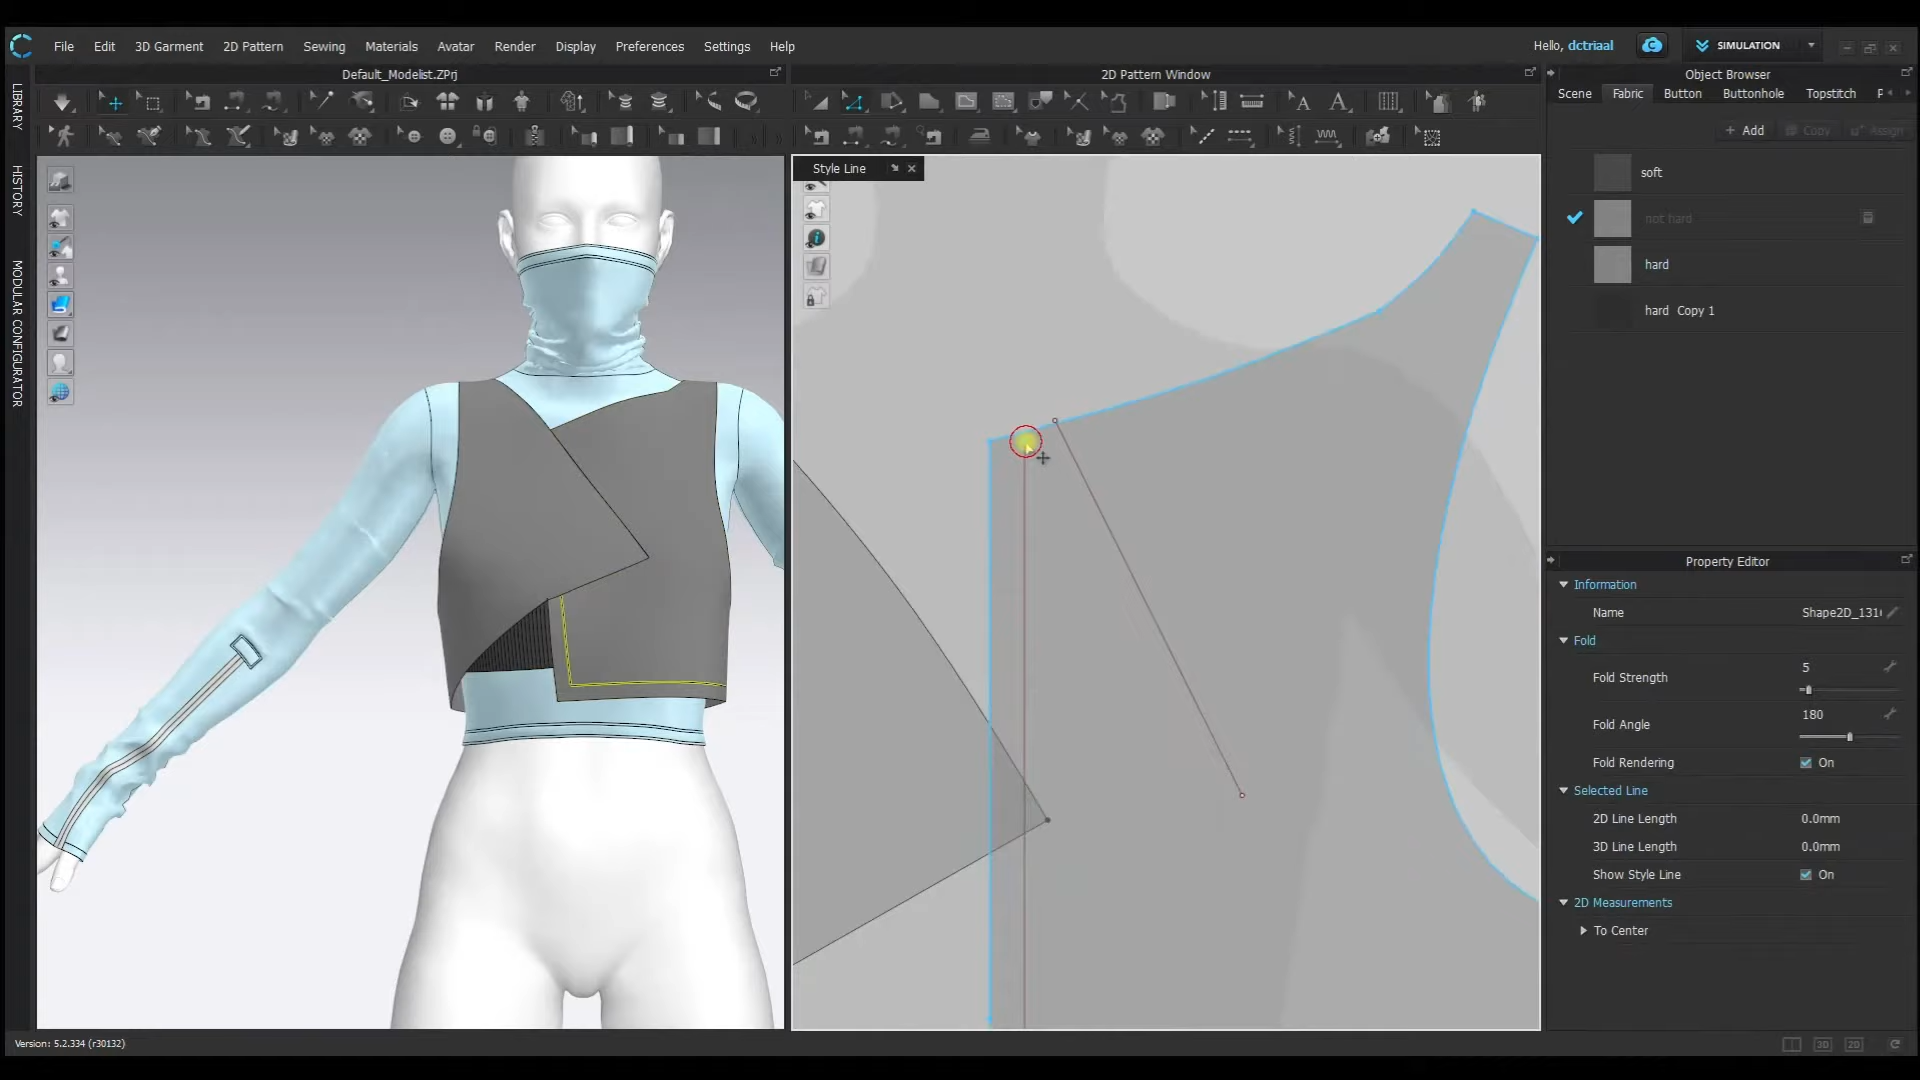 File Edit 3D Garment 2D Pattern Sewing Materials Avatar Render Display Preferences Settings Help
Hello, dctriaal
SIMULATION
Default_Modelist.ZPrj
2D Pattern Window
Object Browser
Scene Fabric Button Buttonhole Topstitch
+ Add Copy Assign
LIBRARY
HISTORY
MODULAR CONFIGURATOR
Style Line
soft
not hard
hard
hard Copy 1
Property Editor
Information
Name Shape2D_131
Fold
Fold Strength 5
Fold Angle 180
Fold Rendering On
Selected Line
2D Line Length 0.0mm
3D Line Length 0.0mm
Show Style Line On
2D Measurements
To Center
Version: 5.2.334 (r30132)
3D 2D